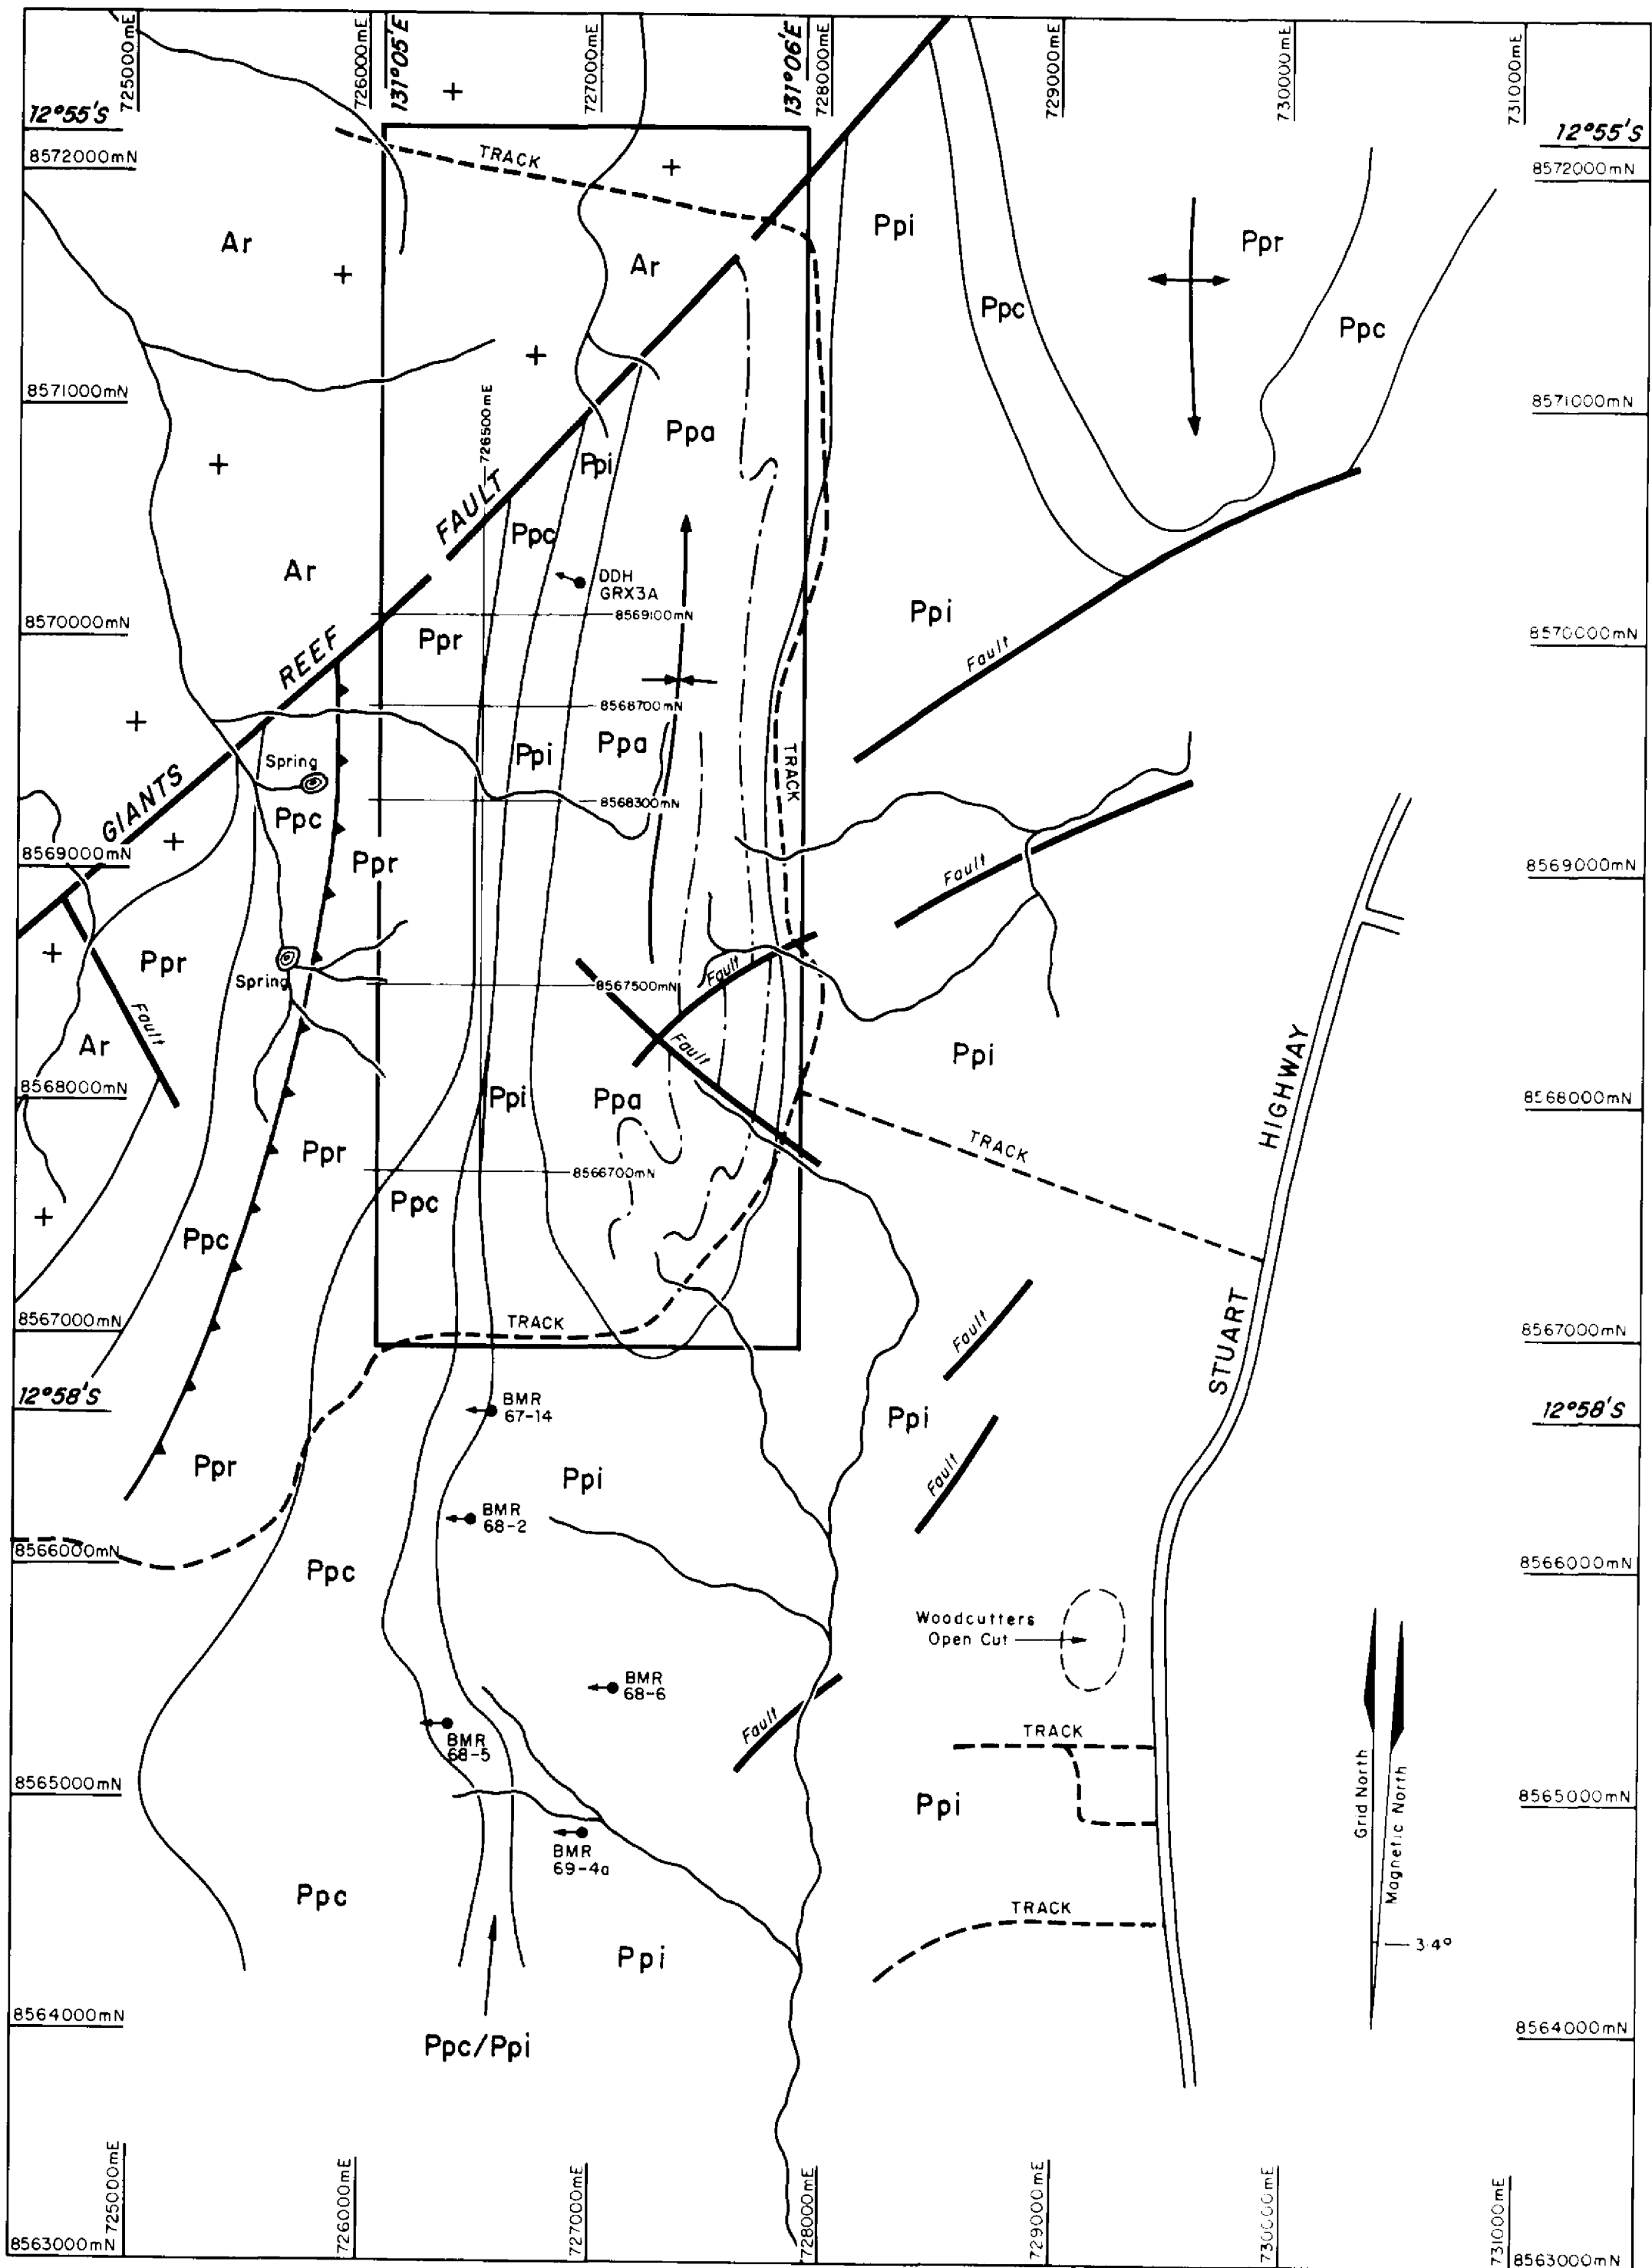 725000mE
726000mE
131°05'E
727000mE
131°06'E
728000mE
729000mE
730000mE
731000mE
12°55'S
12°55'S
8572000mN
8572000mN
TRACK
Ar
Ar
Ppi
Ppr
Ppc
Ppc
8571000mN
8571000mN
726500mE
Ppa
Ppi
FAULT
Ppc
Ar
DDH
GRX3A
8569100mN
Ppi
8570000mN
8570000mN
Ppr
REEF
Fault
8568700mN
Ppi
Ppa
TRACK
Spring
GIANTS
8568300mN
Ppc
8569000mN
8569000mN
Ppr
Fault
Ppr
Spring
Fault
8567500mN
Fault
Ar
Fault
Ppi
8568000mN
8568000mN
Ppi
Ppa
HIGHWAY
Ppr
TRACK
8566700mN
Ppc
Ppc
8567000mN
8567000mN
TRACK
Fault
STUART
12°58'S
12°58'S
BMR
67-14
Ppi
Ppr
Ppi
Fault
BMR
68-2
8566000mN
8566000mN
Ppc
Woodcutters
Open Cut
BMR
68-6
BMR
68-5
Fault
TRACK
8565000mN
8565000mN
Ppi
Grid North
Magnetic North
BMR
69-4a
Ppc
TRACK
Ppi
3.4°
8564000mN
8564000mN
Ppc/Ppi
725000mE
726000mE
727000mE
728000mE
729000mE
730000mE
731000mE
8563000mN
8563000mN